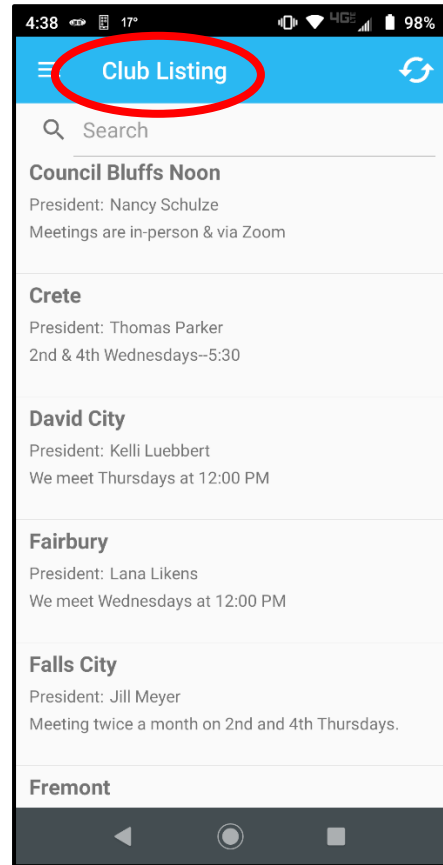 4:38 17° 4G 98%
Club Listing
Search
Council Bluffs Noon
President: Nancy Schulze
Meetings are in-person & via Zoom
Crete
President: Thomas Parker
2nd & 4th Wednesdays--5:30
David City
President: Kelli Luebbert
We meet Thursdays at 12:00 PM
Fairbury
President: Lana Likens
We meet Wednesdays at 12:00 PM
Falls City
President: Jill Meyer
Meeting twice a month on 2nd and 4th Thursdays.
Fremont